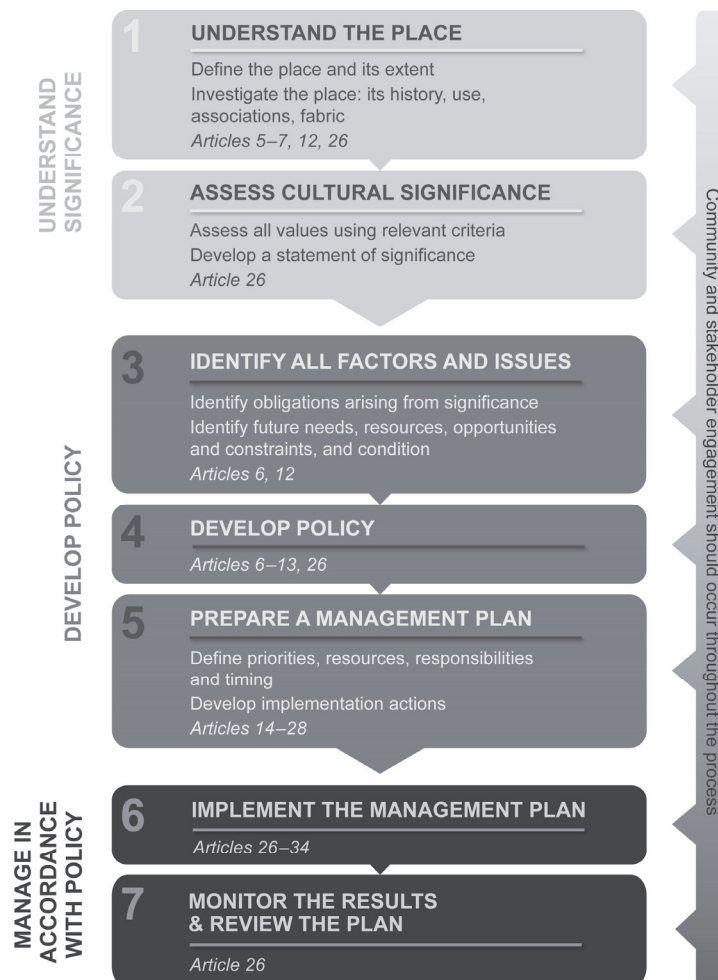 UNDERSTAND
SIGNIFICANCE
1
UNDERSTAND THE PLACE
Define the place and its extent
Investigate the place: its history, use,
associations, fabric
Articles 5–7, 12, 26
2
ASSESS CULTURAL SIGNIFICANCE
Assess all values using relevant criteria
Develop a statement of significance
Article 26
DEVELOP POLICY
3
IDENTIFY ALL FACTORS AND ISSUES
Identify obligations arising from significance
Identify future needs, resources, opportunities
and constraints, and condition
Articles 6, 12
4
DEVELOP POLICY
Articles 6–13, 26
5
PREPARE A MANAGEMENT PLAN
Define priorities, resources, responsibilities
and timing
Develop implementation actions
Articles 14–28
MANAGE IN
ACCORDANCE
WITH POLICY
6
IMPLEMENT THE MANAGEMENT PLAN
Articles 26–34
7
MONITOR THE RESULTS
& REVIEW THE PLAN
Article 26
Community and stakeholder engagement should occur throughout the process